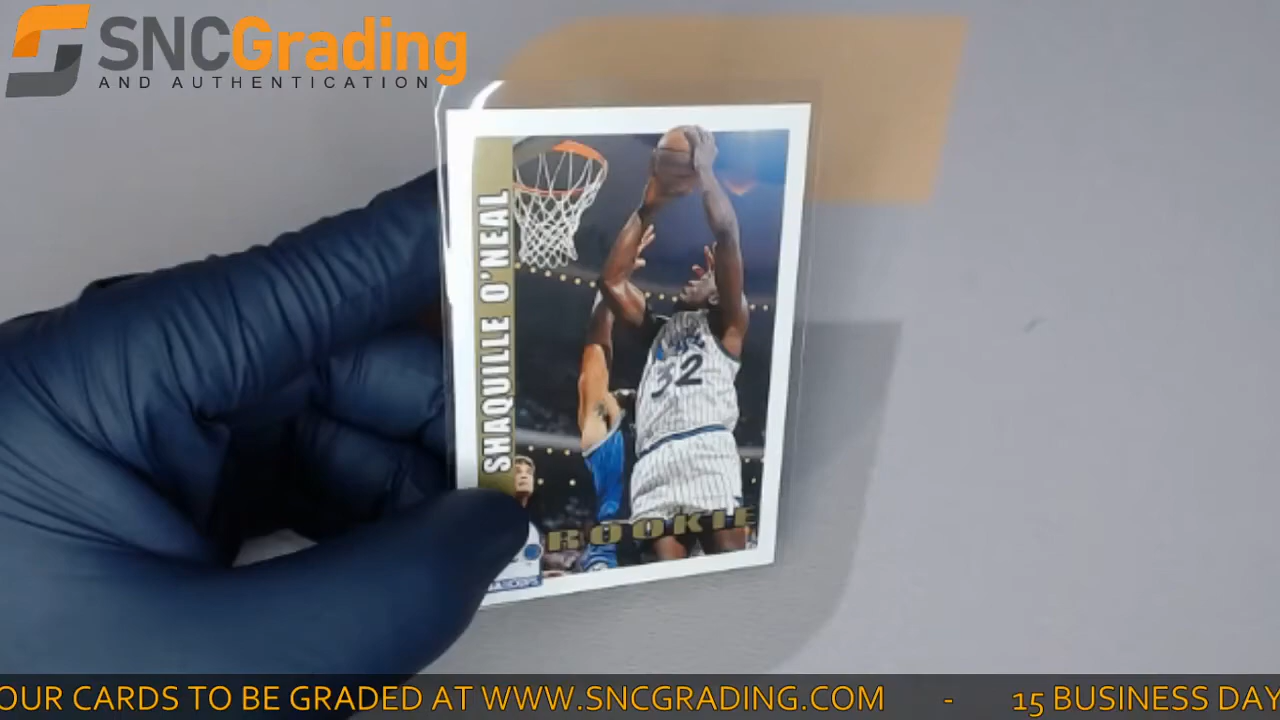 SNCGrading
AND AUTHENTICATION
SHAQUILLE O'NEAL
32
ROOKIE
OUR CARDS TO BE GRADED AT WWW.SNCGRADING.COM - 15 BUSINESS DAY